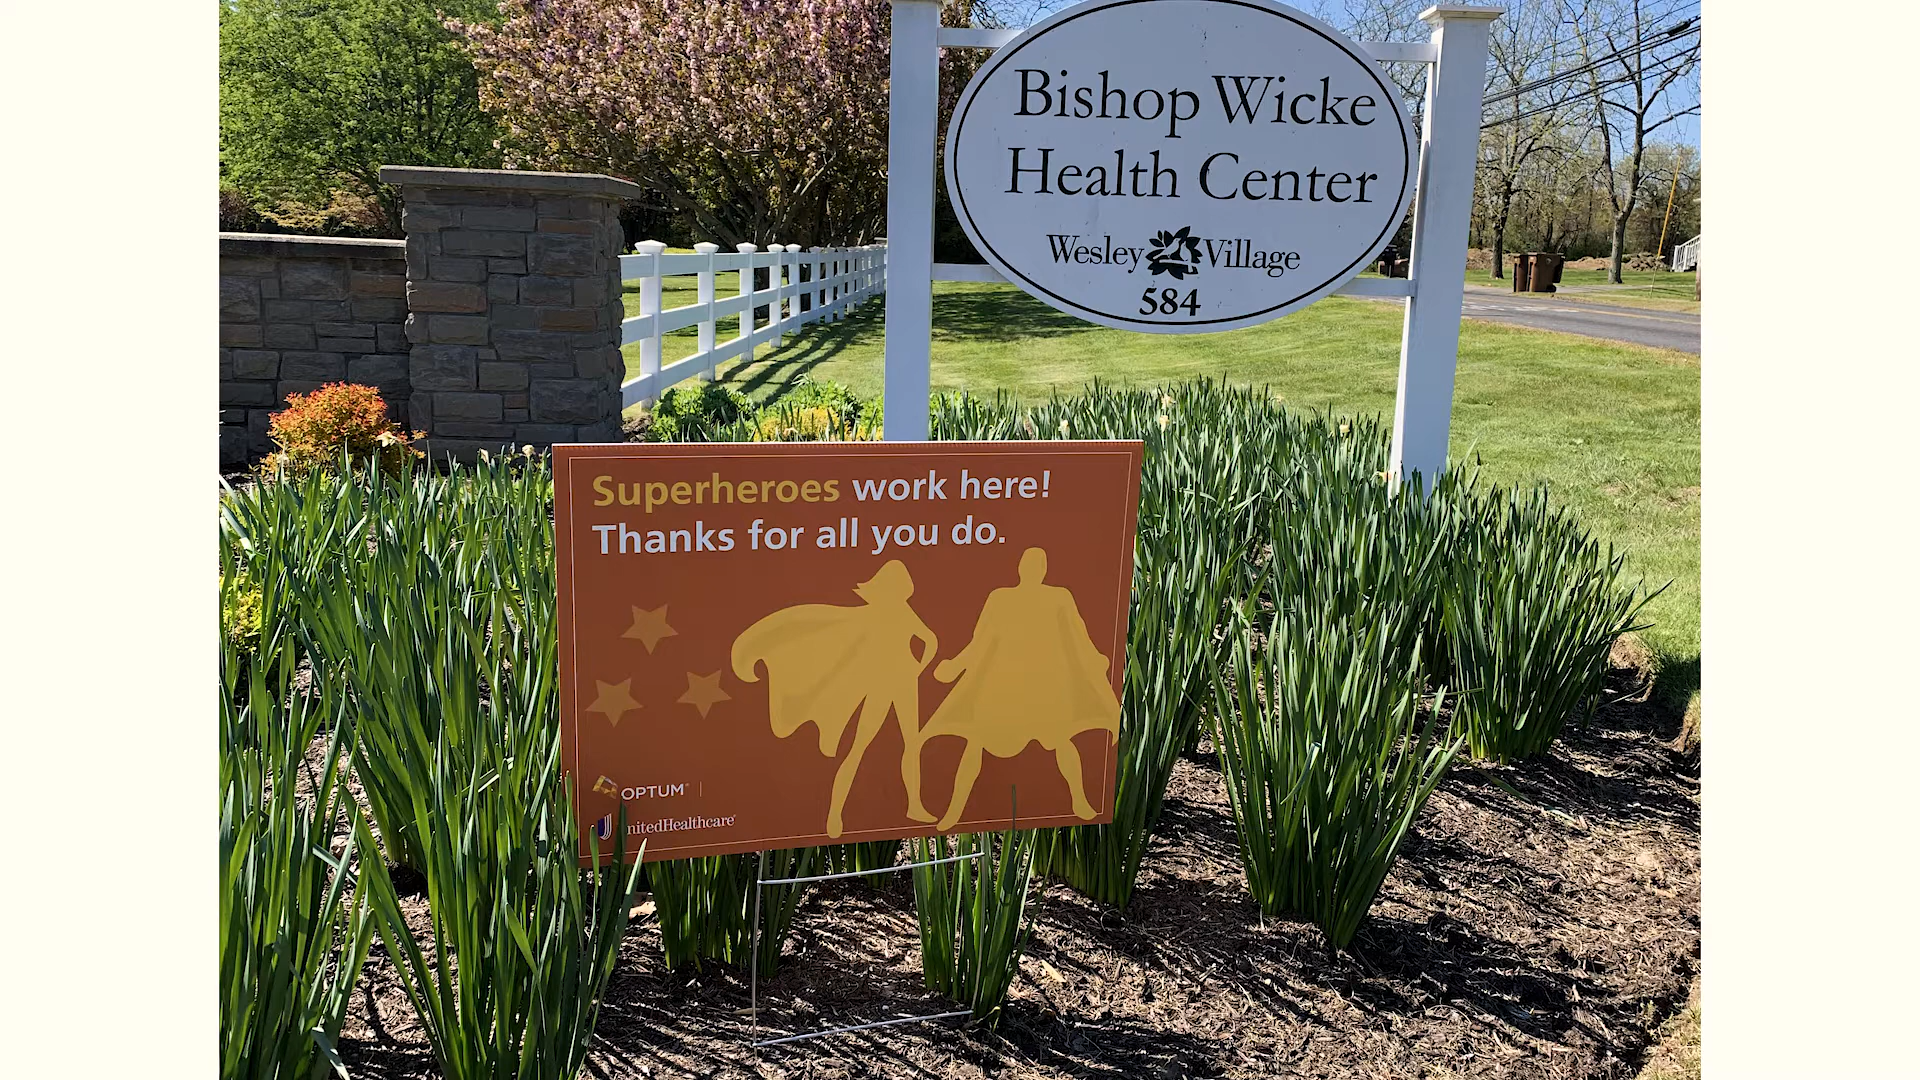 Bishop Wicke
Health Center
Wesley Village
584
Superheroes work here!
Thanks for all you do.
OPTUM®
nitedHealthcare®